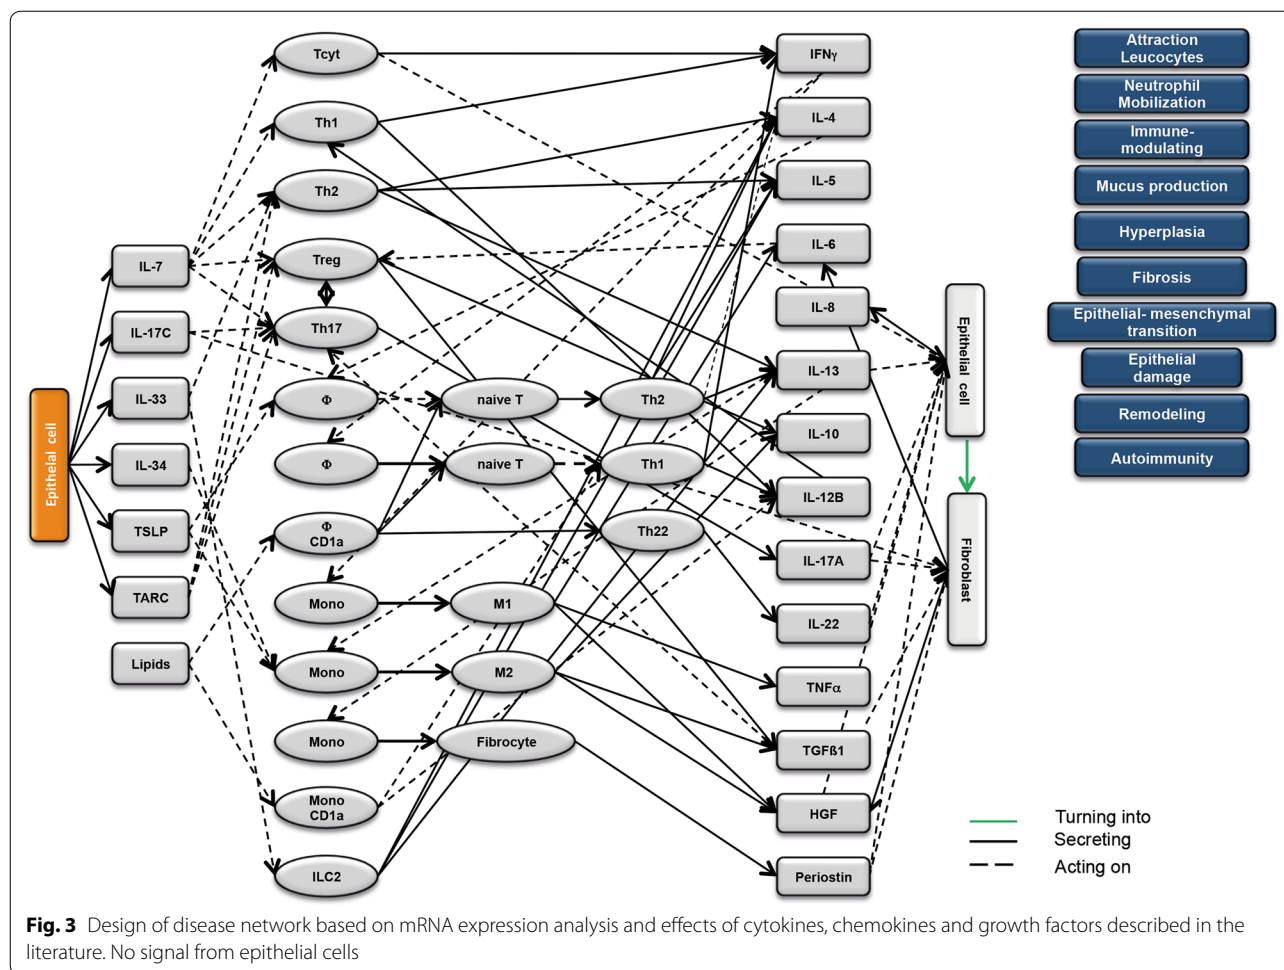 Epithelal cell
IL-7
IL-17C
IL-33
IL-34
TSLP
TARC
Lipids
Tcyt
Th1
Th2
Treg
Th17
Φ
Φ
Φ
CD1a
Mono
Mono
Mono
Mono
CD1a
ILC2
naive T
naive T
M1
M2
Fibrocyte
Th2
Th1
Th22
IFNγ
IL-4
IL-5
IL-6
IL-8
IL-13
IL-10
IL-12B
IL-17A
IL-22
TNFα
TGFß1
HGF
Periostin
Epithelial cell
Fibroblast
Attraction
Leucocytes
Neutrophil
Mobilization
Immune-
modulating
Mucus production
Hyperplasia
Fibrosis
Epithelial- mesenchymal
transition
Epithelial
damage
Remodeling
Autoimmunity
Turning into
Secreting
Acting on
Fig. 3 Design of disease network based on mRNA expression analysis and effects of cytokines, chemokines and growth factors described in the
literature. No signal from epithelial cells